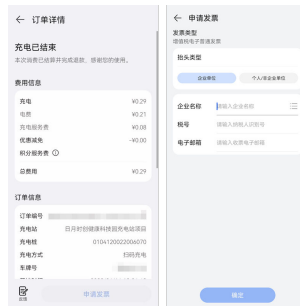 订单详情
充电已结束
本次消费已结算并完成退款，感谢您的使用。
费用信息
充电 ¥0.29
电费 ¥0.21
充电服务费 ¥0.08
优惠减免 -¥0.00
积分服务费
总费用 ¥0.29
订单信息
订单编号
充电站 日月时创健康科技园充电站项目
充电桩 0104120022006070
充电方式 扫码充电
车牌号
申请发票
申请发票
发票类型
增值税电子普通发票
抬头类型
企业单位 个人/非企业单位
企业名称 请输入企业名称
税号 请输入纳税人识别号
电子邮箱 请输入收票电子邮箱
确定